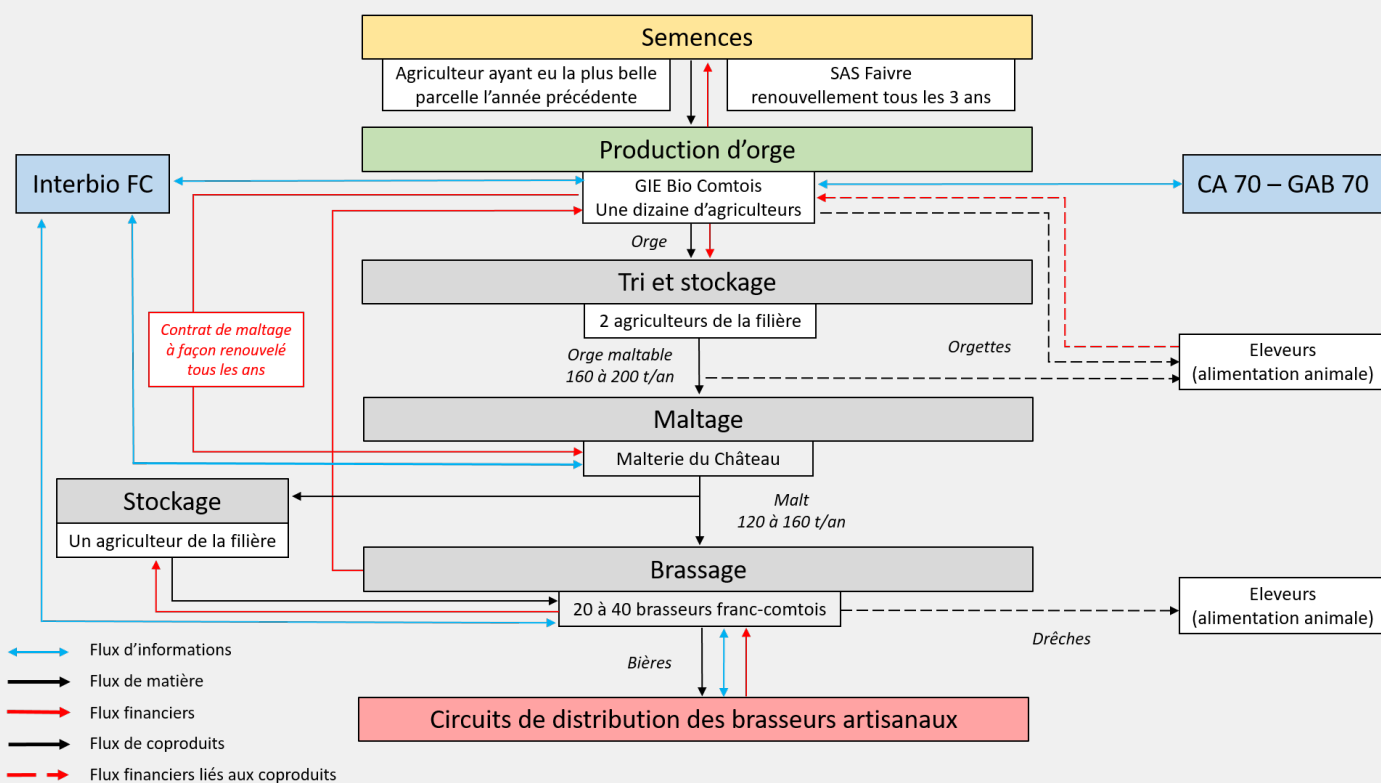 Semences
Agriculteur ayant eu la plus belle
parcelle l'année précédente
SAS Faivre
renouvellement tous les 3 ans
Production d'orge
Interbio FC
CA 70 – GAB 70
GIE Bio Comtois
Une dizaine d'agriculteurs
Orge
Tri et stockage
2 agriculteurs de la filière
Contrat de maltage
à façon renouvelé
tous les ans
Orge maltable
160 à 200 t/an
Orgettes
Eleveurs
(alimentation animale)
Maltage
Malterie du Château
Stockage
Un agriculteur de la filière
Malt
120 à 160 t/an
Brassage
20 à 40 brasseurs franc-comtois
Eleveurs
(alimentation animale)
Drêches
Bières
Circuits de distribution des brasseurs artisanaux
Flux d'informations
Flux de matière
Flux financiers
Flux de coproduits
Flux financiers liés aux coproduits